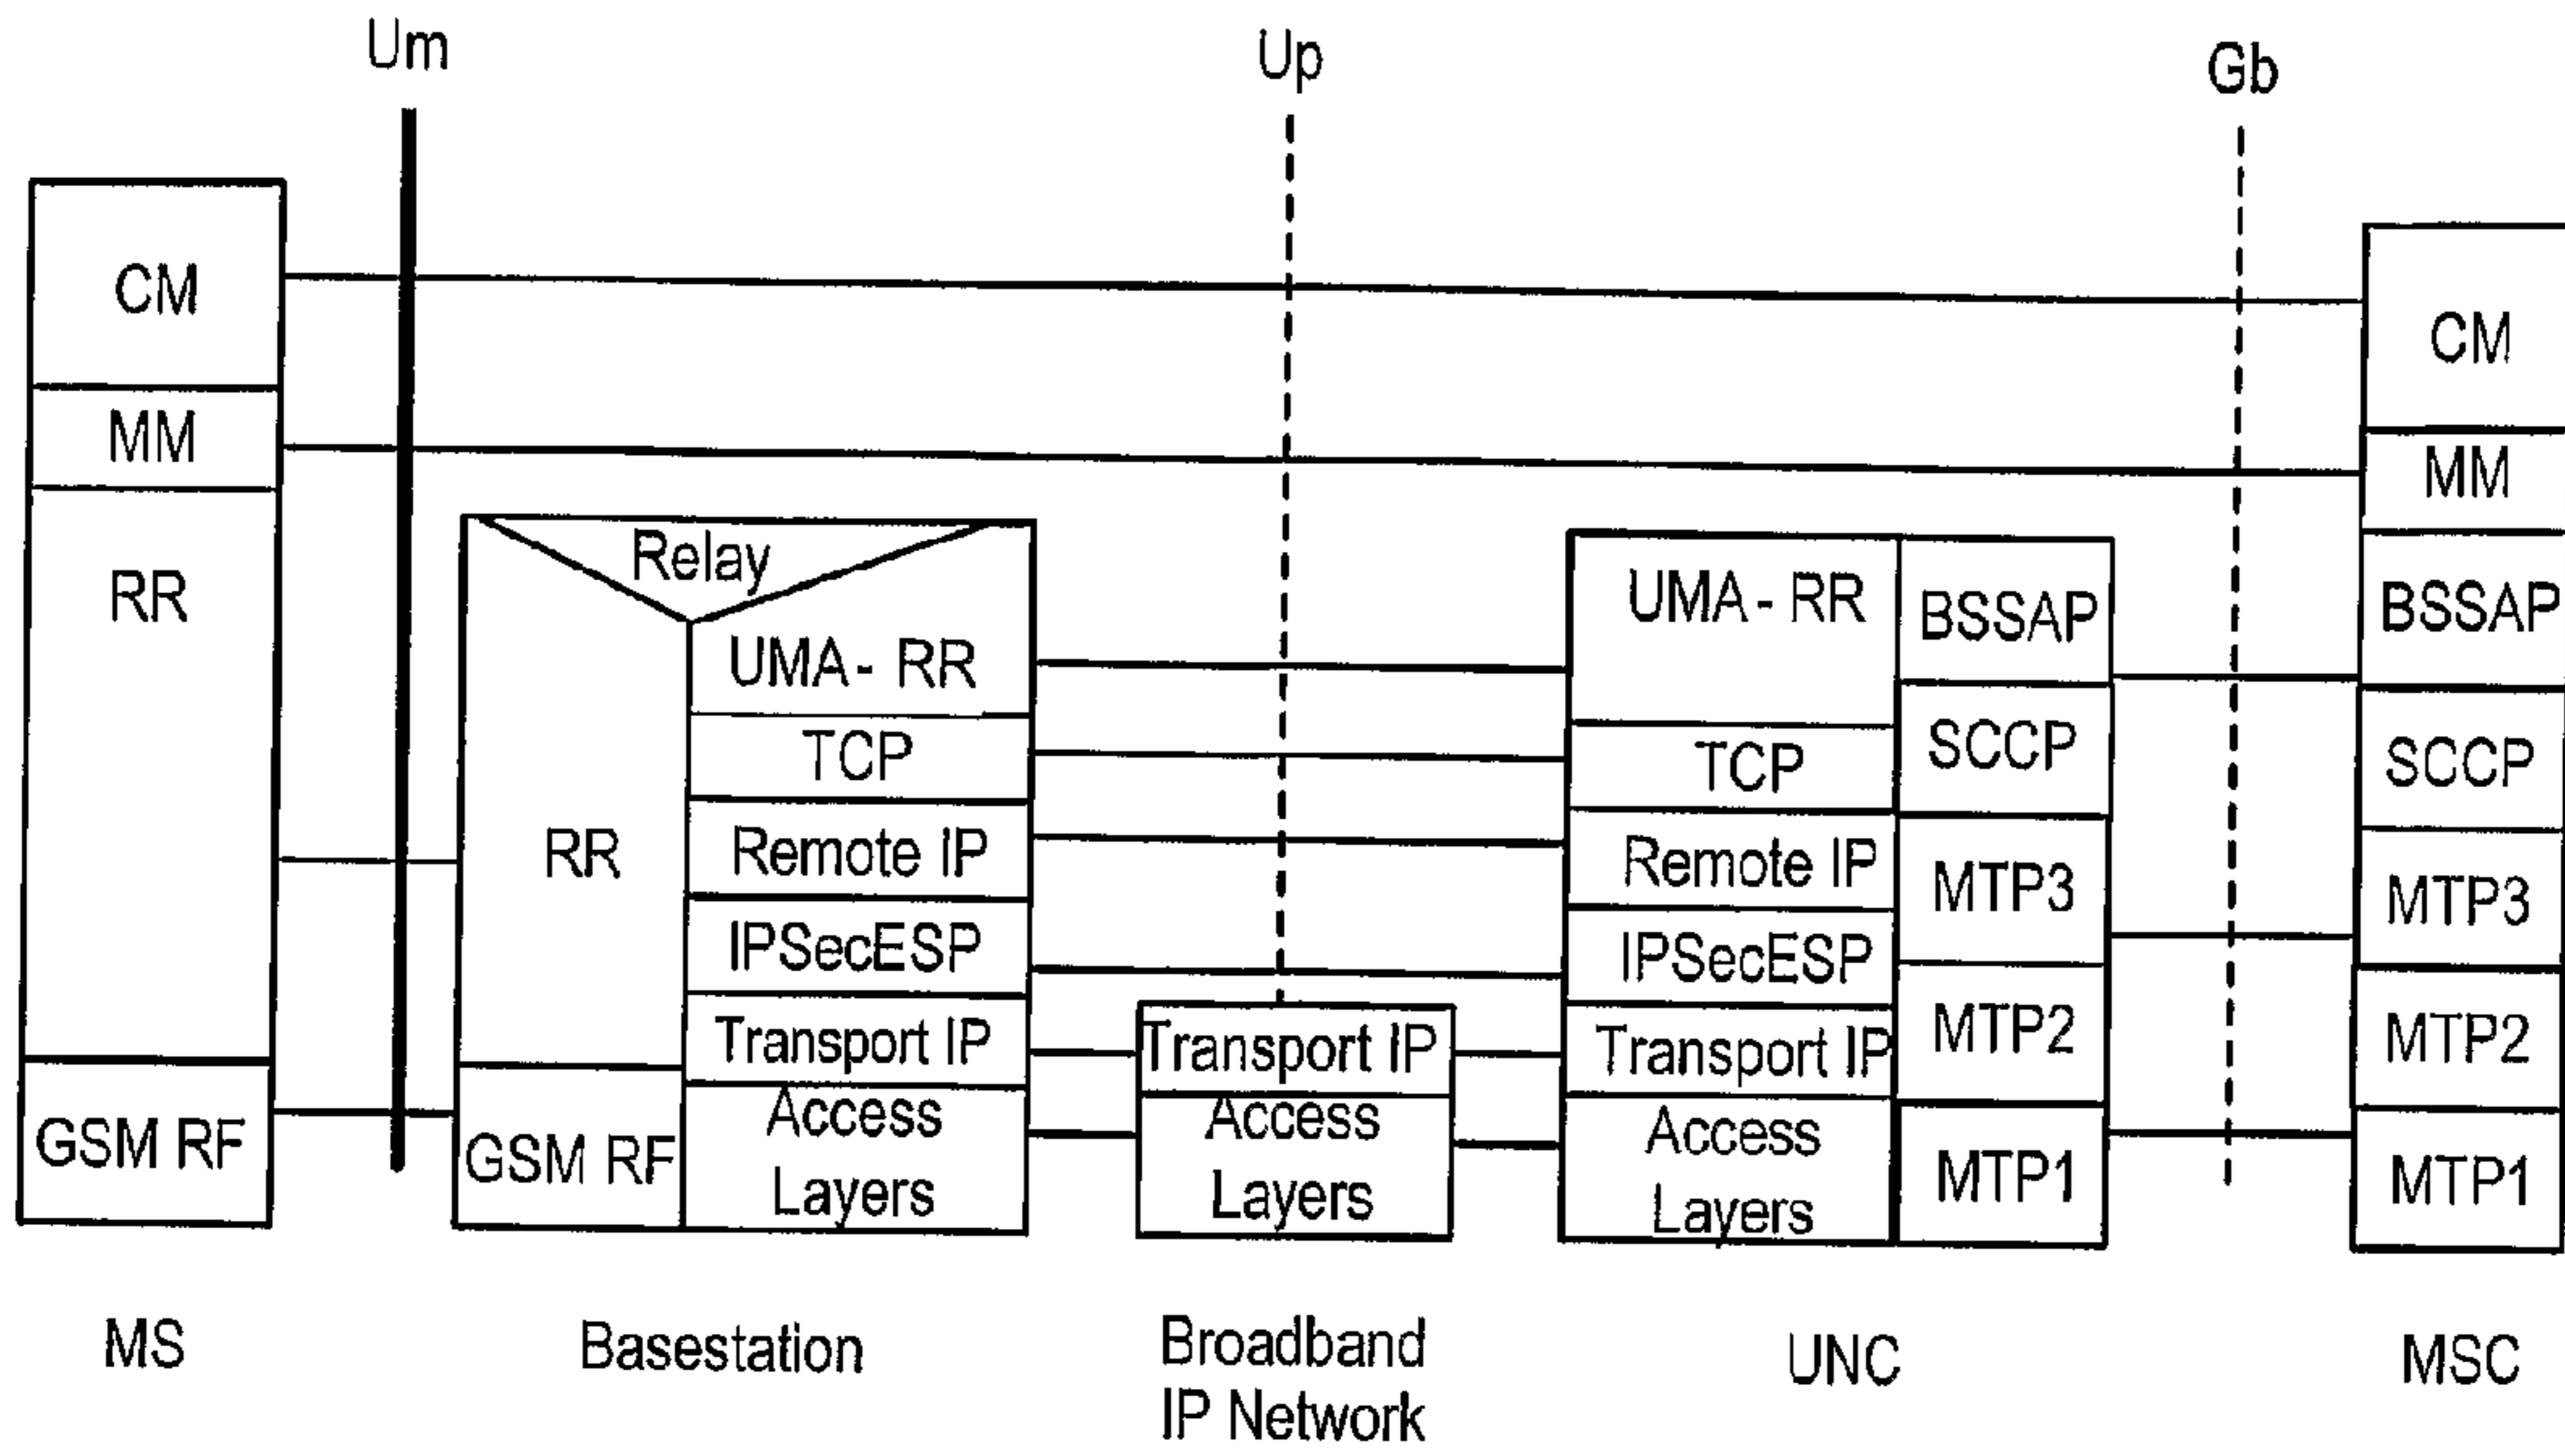 Um
Up
Gb
CM
MM
RR
GSM RF
MS
Relay
RR
GSM RF
UMA - RR
TCP
Remote IP
IPSecESP
Transport IP
Access
Layers
Basestation
Transport IP
Access
Layers
Broadband
IP Network
UMA - RR
TCP
Remote IP
IPSecESP
Transport IP
Access
Layers
BSSAP
SCCP
MTP3
MTP2
MTP1
UNC
CM
MM
BSSAP
SCCP
MTP3
MTP2
MTP1
MSC